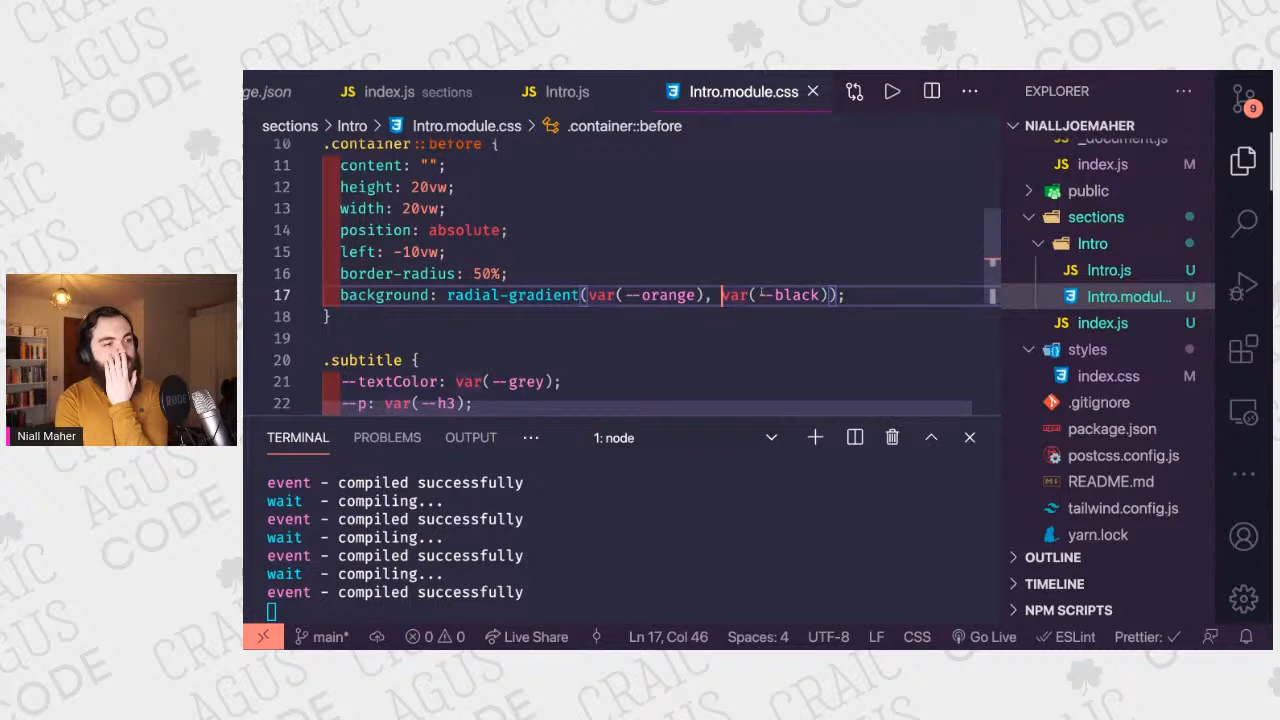 CRAIC
AGUS
CODE
ge.json
JS index.js sections
JS Intro.js
Intro.module.css
sections > Intro > Intro.module.css > .container::before
10 .container::before {
11 content: "";
12 height: 20vw;
13 width: 20vw;
14 position: absolute;
15 left: -10vw;
16 border-radius: 50%;
17 background: radial-gradient(var(--orange), var(--black));
18 }
19
20 .subtitle {
21 --textColor: var(--grey);
22 --p: var(--h3);
TERMINAL PROBLEMS OUTPUT ··· 1: node
event - compiled successfully
wait - compiling...
event - compiled successfully
wait - compiling...
event - compiled successfully
wait - compiling...
event - compiled successfully
EXPLORER ···
NIALLJOEMAHER
_document.js
JS index.js M
public
sections
Intro
JS Intro.js U
Intro.modul... U
JS index.js U
styles
index.css M
.gitignore
package.json
postcss.config.js
README.md
tailwind.config.js
yarn.lock
OUTLINE
TIMELINE
NPM SCRIPTS
9
main* 0 0 Live Share Ln 17, Col 46 Spaces: 4 UTF-8 LF CSS Go Live ESLint Prettier: ✓
RØDE
Niall Maher